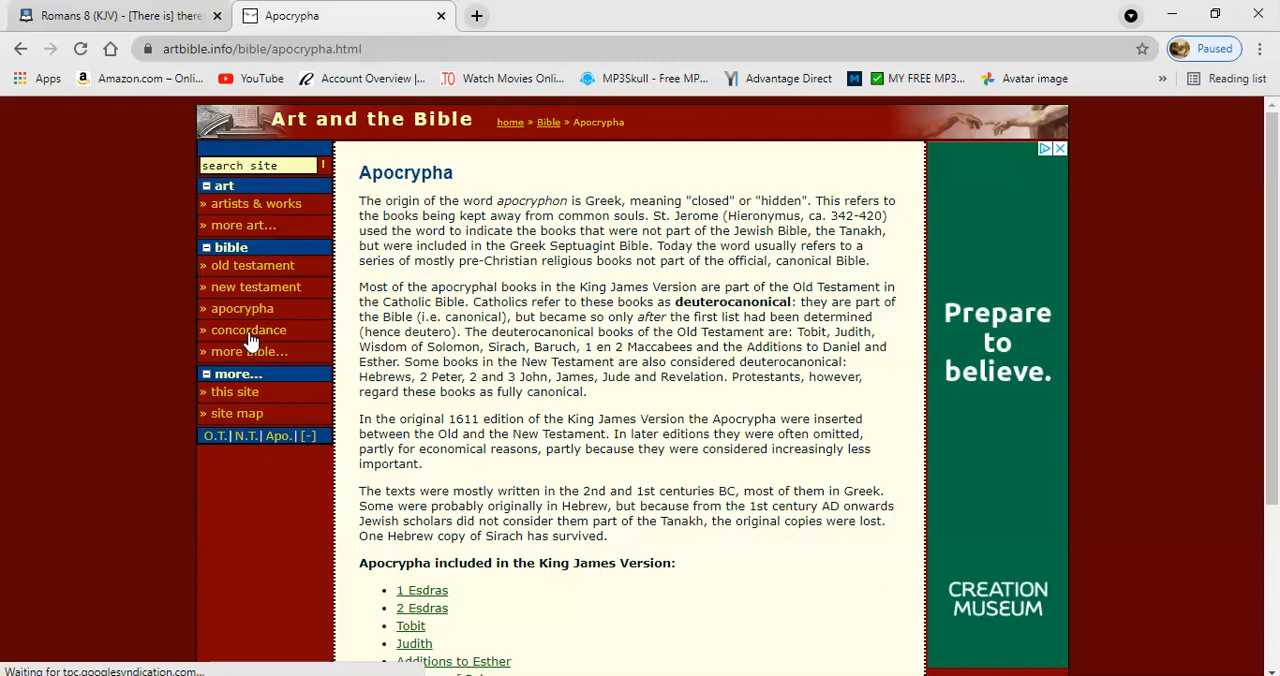 Romans 8 (KJV) - [There is] there
Apocrypha
artbible.info/bible/apocrypha.html
Paused
Apps
Amazon.com – Onli...
YouTube
Account Overview |...
.TO Watch Movies Onlin...
MP3Skull - Free MP...
Advantage Direct
M
MY FREE MP3...
Avatar image
»
Reading list
Art and the Bible
home » Bible » Apocrypha
search site !
art
» artists & works
» more art...
bible
» old testament
» new testament
» apocrypha
» concordance
» more bible...
more...
» this site
» site map
O.T.| N.T.| Apo.| [-]
Apocrypha
The origin of the word apocryphon is Greek, meaning "closed" or "hidden". This refers to
the books being kept away from common souls. St. Jerome (Hieronymus, ca. 342-420)
used the word to indicate the books that were not part of the Jewish Bible, the Tanakh,
but were included in the Greek Septuagint Bible. Today the word usually refers to a
series of mostly pre-Christian religious books not part of the official, canonical Bible.
Most of the apocryphal books in the King James Version are part of the Old Testament in
the Catholic Bible. Catholics refer to these books as deuterocanonical: they are part of
the Bible (i.e. canonical), but became so only after the first list had been determined
(hence deutero). The deuterocanonical books of the Old Testament are: Tobit, Judith,
Wisdom of Solomon, Sirach, Baruch, 1 en 2 Maccabees and the Additions to Daniel and
Esther. Some books in the New Testament are also considered deuterocanonical:
Hebrews, 2 Peter, 2 and 3 John, James, Jude and Revelation. Protestants, however,
regard these books as fully canonical.
In the original 1611 edition of the King James Version the Apocrypha were inserted
between the Old and the New Testament. In later editions they were often omitted,
partly for economical reasons, partly because they were considered increasingly less
important.
The texts were mostly written in the 2nd and 1st centuries BC, most of them in Greek.
Some were probably originally in Hebrew, but because from the 1st century AD onwards
Jewish scholars did not consider them part of the Tanakh, the original copies were lost.
One Hebrew copy of Sirach has survived.
Apocrypha included in the King James Version:
• 1 Esdras
• 2 Esdras
• Tobit
• Judith
Additions to Esther
Prepare
to
believe.
CREATION
MUSEUM
Waiting for tpc.googlesyndication.com...